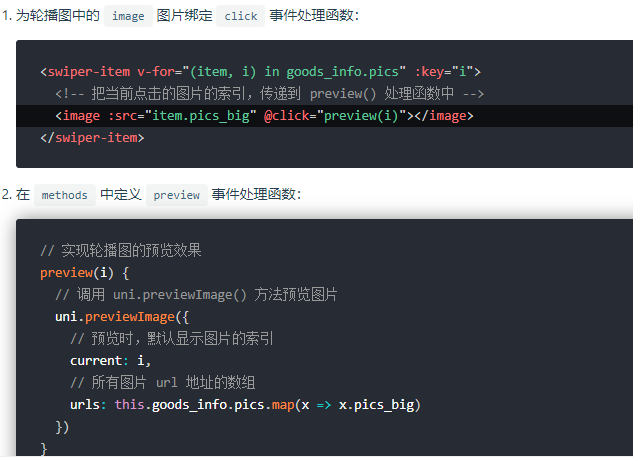 1. 为轮播图中的 image 图片绑定 click 事件处理函数：
<swiper-item v-for="(item, i) in goods_info.pics" :key="i">
<!-- 把当前点击的图片的索引，传递到 preview() 处理函数中 -->
<image :src="item.pics_big" @click="preview(i)"></image>
</swiper-item>
2. 在 methods 中定义 preview 事件处理函数：
// 实现轮播图的预览效果
preview(i) {
// 调用 uni.previewImage() 方法预览图片
uni.previewImage({
// 预览时，默认显示图片的索引
current: i,
// 所有图片 url 地址的数组
urls: this.goods_info.pics.map(x => x.pics_big)
})
}